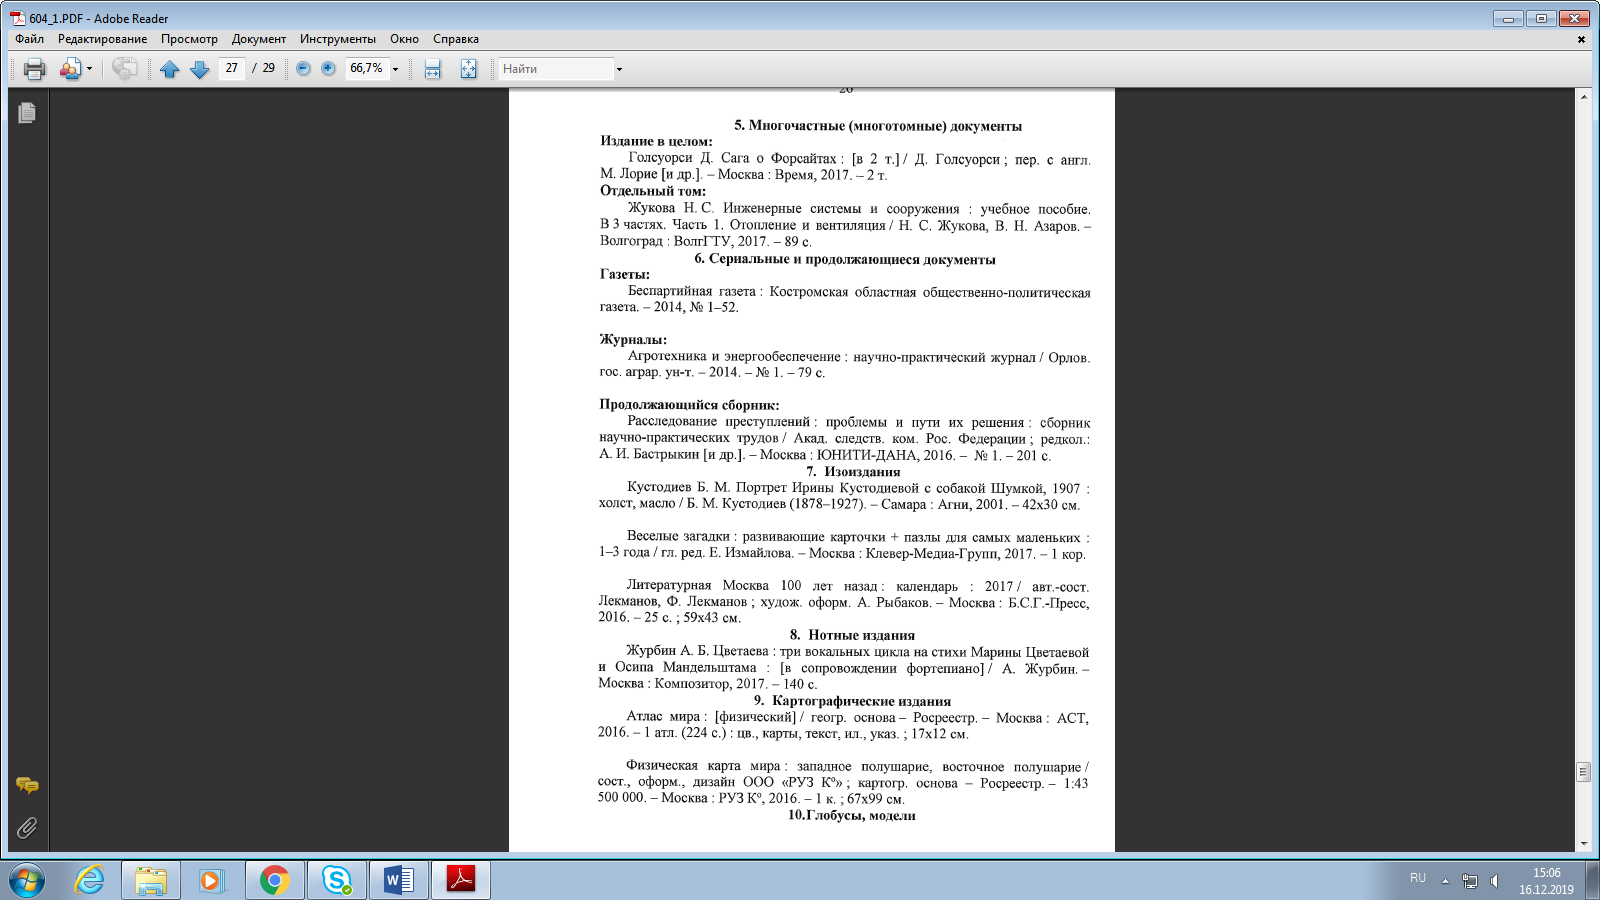 604_1.PDF - Adobe Reader
Файл Редактирование Просмотр Документ Инструменты Окно Справка
27 / 29 66,7% Найти
26
5. Многочастные (многотомные) документы
Издание в целом:
Голсуорси Д. Сага о Форсайтах : [в 2 т.] / Д. Голсуорси ; пер. с англ.
М. Лорие [и др.]. – Москва : Время, 2017. – 2 т.
Отдельный том:
Жукова Н. С. Инженерные системы и сооружения : учебное пособие.
В 3 частях. Часть 1. Отопление и вентиляция / Н. С. Жукова, В. Н. Азаров. –
Волгоград : ВолгГТУ, 2017. – 89 с.
6. Сериальные и продолжающиеся документы
Газеты:
Беспартийная газета : Костромская областная общественно-политическая
газета. – 2014, № 1–52.
Журналы:
Агротехника и энергообеспечение : научно-практический журнал / Орлов.
гос. аграр. ун-т. – 2014. – № 1. – 79 с.
Продолжающийся сборник:
Расследование преступлений : проблемы и пути их решения : сборник
научно-практических трудов / Акад. следств. ком. Рос. Федерации ; редкол.:
А. И. Бастрыкин [и др.]. – Москва : ЮНИТИ-ДАНА, 2016. – № 1. – 201 с.
7. Изоиздания
Кустодиев Б. М. Портрет Ирины Кустодиевой с собакой Шумкой, 1907 :
холст, масло / Б. М. Кустодиев (1878–1927). – Самара : Агни, 2001. – 42х30 см.
Веселые загадки : развивающие карточки + пазлы для самых маленьких :
1–3 года / гл. ред. Е. Измайлова. – Москва : Клевер-Медиа-Групп, 2017. – 1 кор.
Литературная Москва 100 лет назад : календарь : 2017 / авт.-сост.
Лекманов, Ф. Лекманов ; худож. оформ. А. Рыбаков. – Москва : Б.С.Г.-Пресс,
2016. – 25 с. ; 59х43 см.
8. Нотные издания
Журбин А. Б. Цветаева : три вокальных цикла на стихи Марины Цветаевой
и Осипа Мандельштама : [в сопровождении фортепиано] / А. Журбин. –
Москва : Композитор, 2017. – 140 с.
9. Картографические издания
Атлас мира : [физический] / геогр. основа – Росреестр. – Москва : АСТ,
2016. – 1 атл. (224 с.) : цв., карты, текст, ил., указ. ; 17х12 см.
Физическая карта мира : западное полушарие, восточное полушарие /
сост., оформ., дизайн ООО «РУЗ Кº» ; картогр. основа – Росреестр. – 1:43
500 000. – Москва : РУЗ Кº, 2016. – 1 к. ; 67х99 см.
10.Глобусы, модели
RU 15:06
16.12.2019